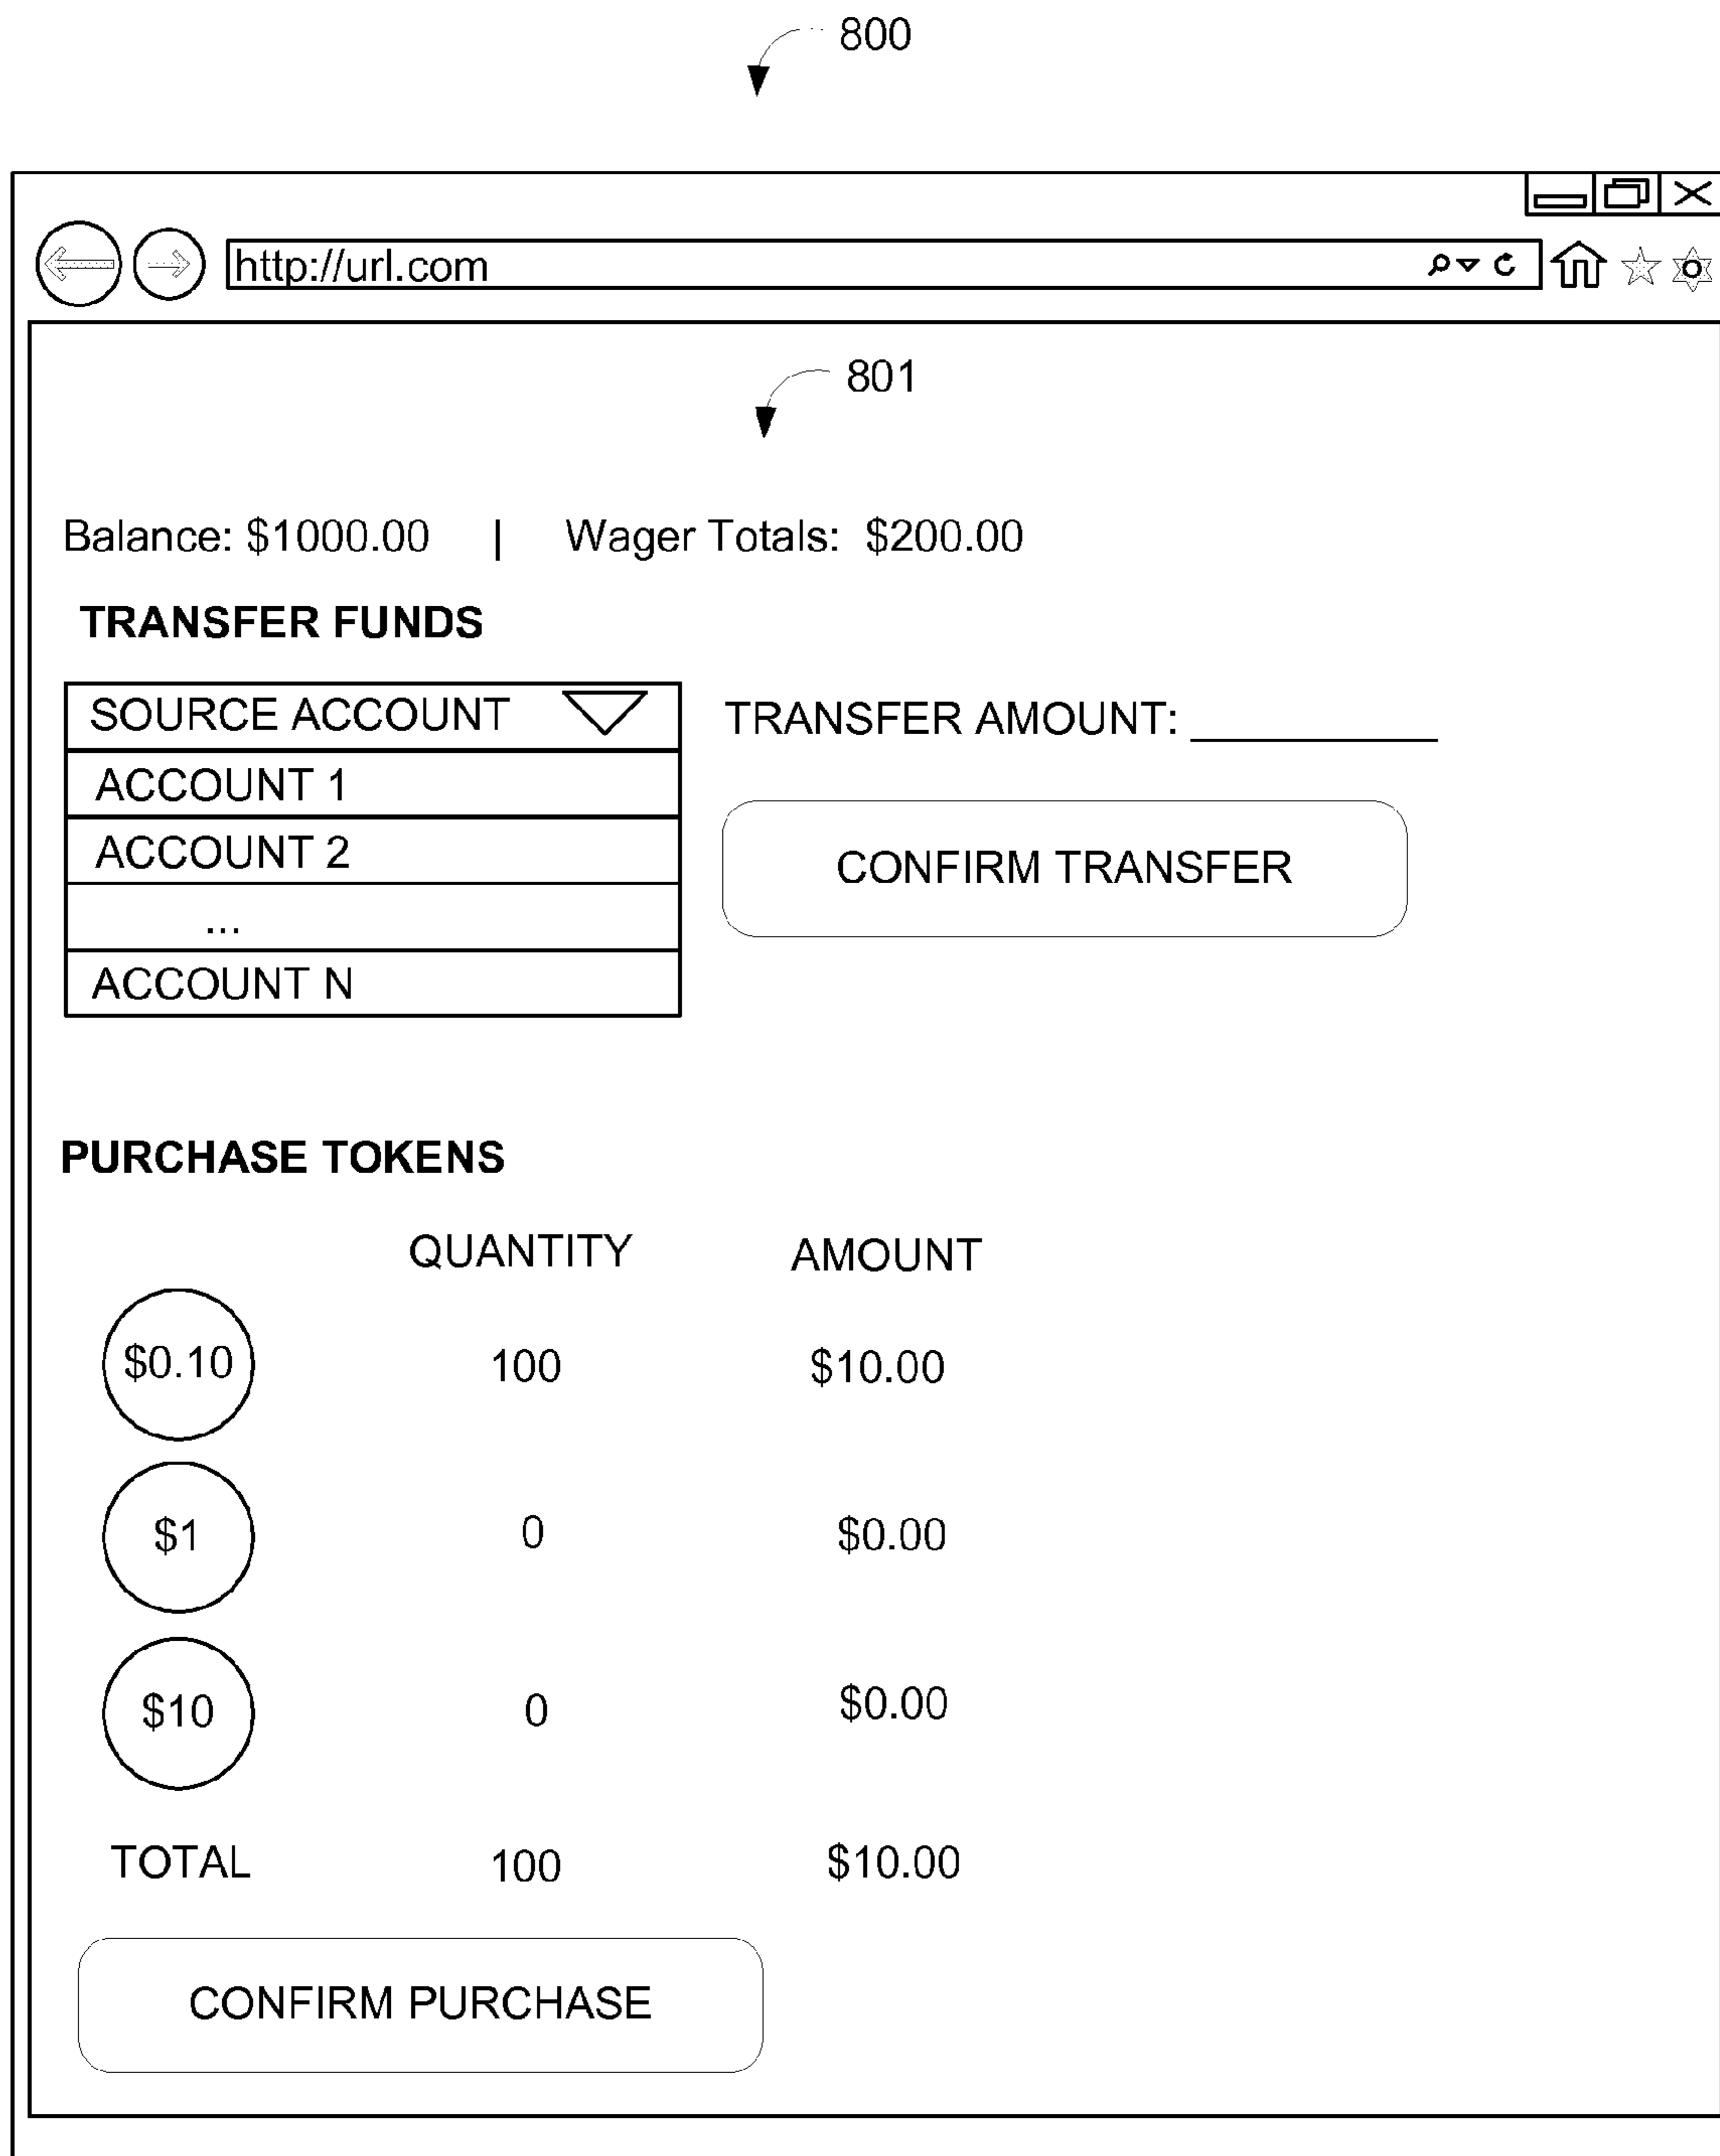 800
http://url.com
801
Balance: $1000.00 | Wager Totals: $200.00
TRANSFER FUNDS
SOURCE ACCOUNT
TRANSFER AMOUNT: __________
ACCOUNT 1
ACCOUNT 2
CONFIRM TRANSFER
...
ACCOUNT N
PURCHASE TOKENS
QUANTITY AMOUNT
$0.10 100 $10.00
$1 0 $0.00
$10 0 $0.00
TOTAL 100 $10.00
CONFIRM PURCHASE